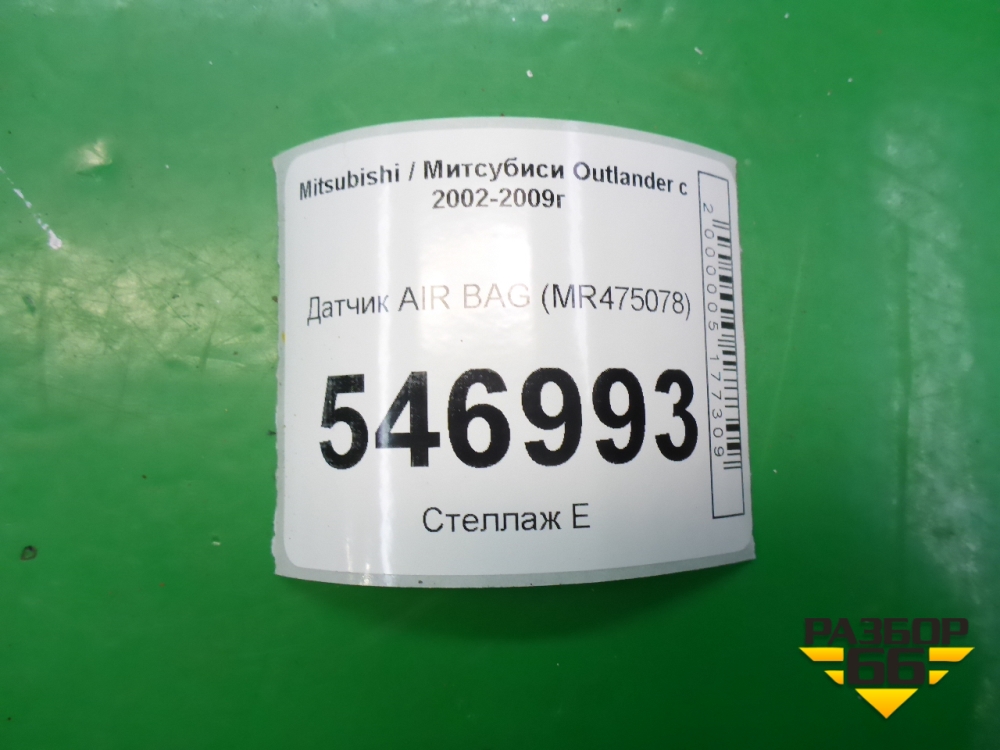 Mitsubishi / Митсубиси Outlander с
2002-2009г
Датчик AIR BAG (MR475078)
546993
Стеллаж E
2000005177309
РАЗБОР
66